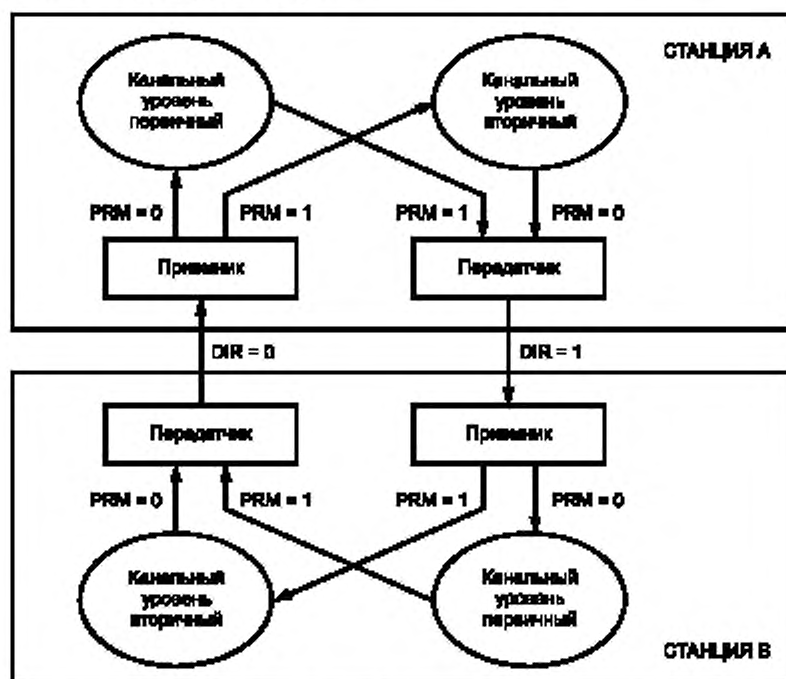 СТАНЦИЯ А
Канальный
уровень
первичный
Канальный
уровень
вторичный
PRM = 0
PRM = 1
PRM = 1
PRM = 0
Приемник
Передатчик
DIR = 0
DIR = 1
Передатчик
Приемник
PRM = 0
PRM = 1
PRM = 1
PRM = 0
Канальный
уровень
вторичный
Канальный
уровень
первичный
СТАНЦИЯ В